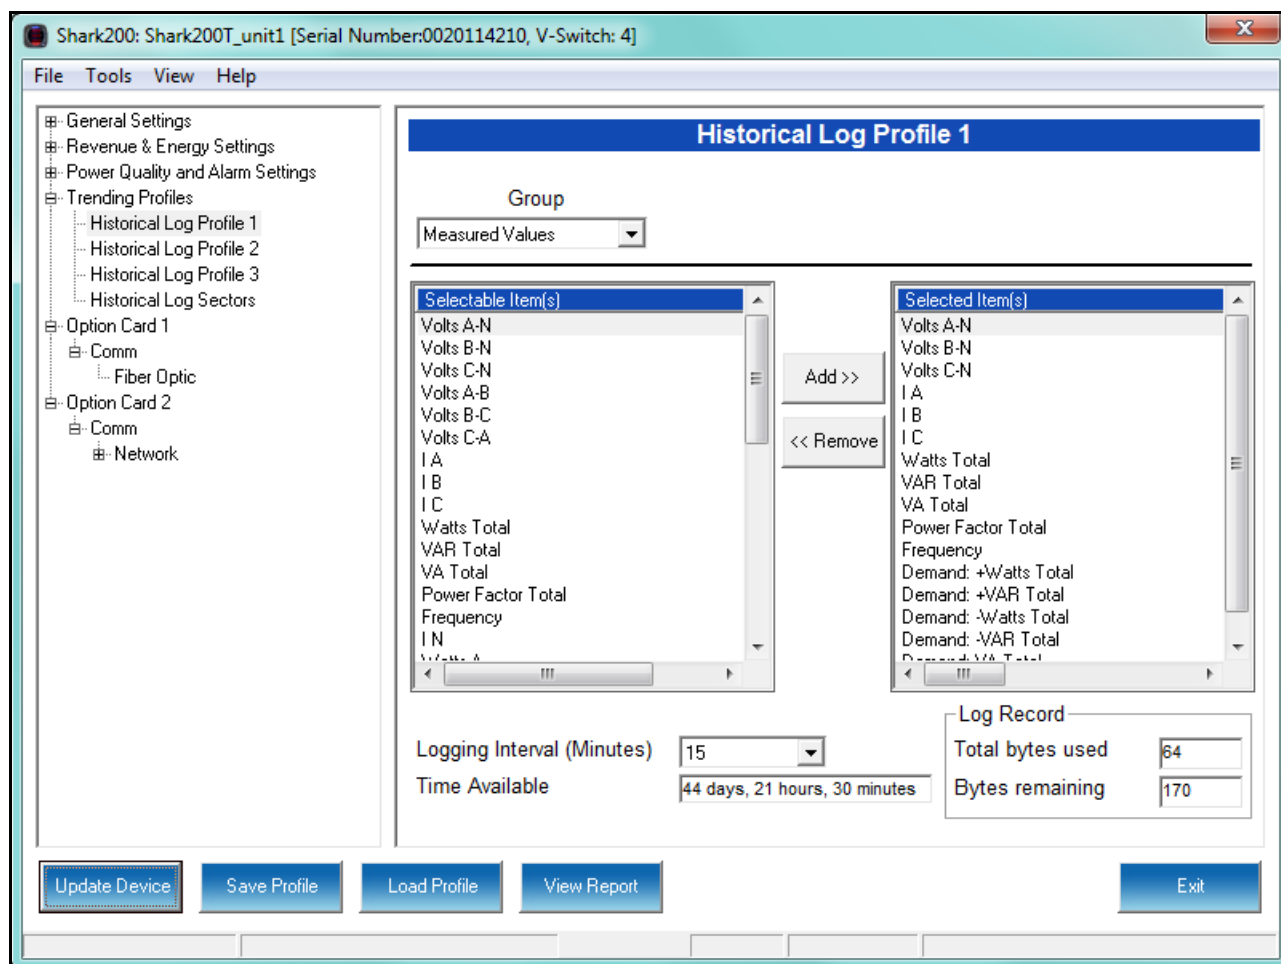 Shark200: Shark200T_unit1 [Serial Number:0020114210, V-Switch: 4]
X
File Tools View Help
General Settings
Revenue & Energy Settings
Power Quality and Alarm Settings
Trending Profiles
Historical Log Profile 1
Historical Log Profile 2
Historical Log Profile 3
Historical Log Sectors
Option Card 1
Comm
Fiber Optic
Option Card 2
Comm
Network
Historical Log Profile 1
Group
Measured Values
Selectable Item(s)
Volts A-N
Volts B-N
Volts C-N
Volts A-B
Volts B-C
Volts C-A
I A
I B
I C
Watts Total
VAR Total
VA Total
Power Factor Total
Frequency
I N
Watts A
Add >>
<< Remove
Selected Item(s)
Volts A-N
Volts B-N
Volts C-N
I A
I B
I C
Watts Total
VAR Total
VA Total
Power Factor Total
Frequency
Demand: +Watts Total
Demand: +VAR Total
Demand: -Watts Total
Demand: -VAR Total
Demand: VA Total
Logging Interval (Minutes) 15
Time Available 44 days, 21 hours, 30 minutes
Log Record
Total bytes used 64
Bytes remaining 170
Update Device Save Profile Load Profile View Report Exit